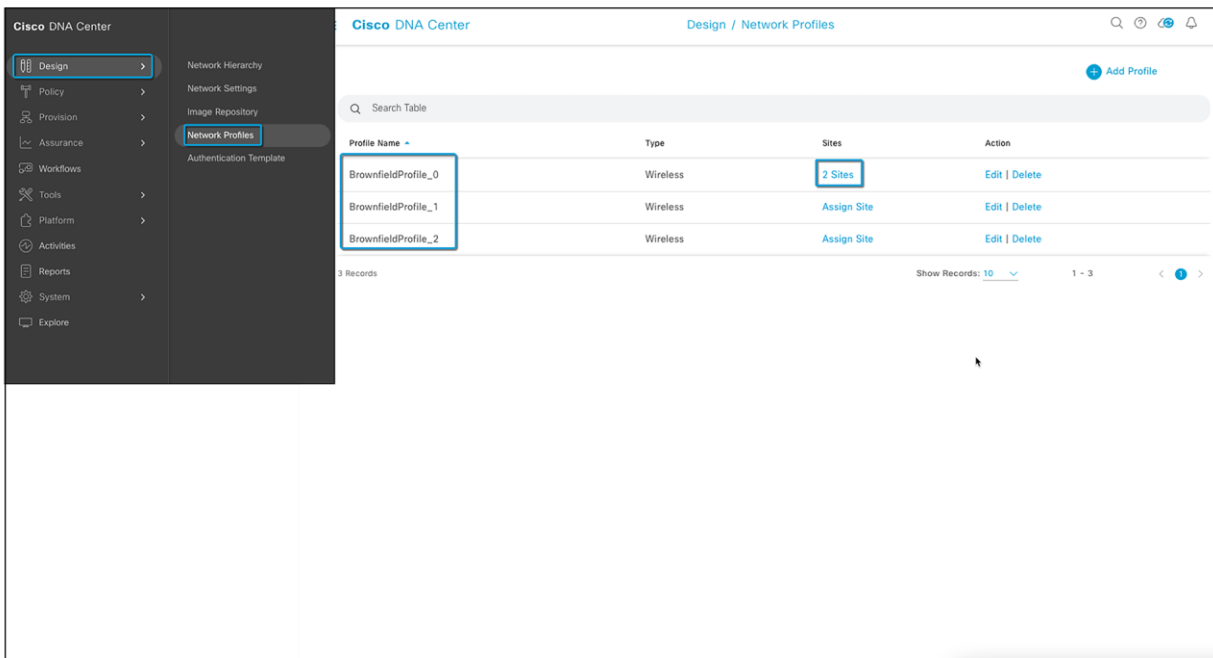 Cisco DNA Center
Design
Policy
Provision
Assurance
Workflows
Tools
Platform
Activities
Reports
System
Explore
Network Hierarchy
Network Settings
Image Repository
Network Profiles
Authentication Template
Cisco DNA Center
Design / Network Profiles
Add Profile
Search Table
Profile Name Type Sites Action
BrownfieldProfile_0 Wireless 2 Sites Edit | Delete
BrownfieldProfile_1 Wireless Assign Site Edit | Delete
BrownfieldProfile_2 Wireless Assign Site Edit | Delete
3 Records Show Records: 10 1 - 3 < 1 >